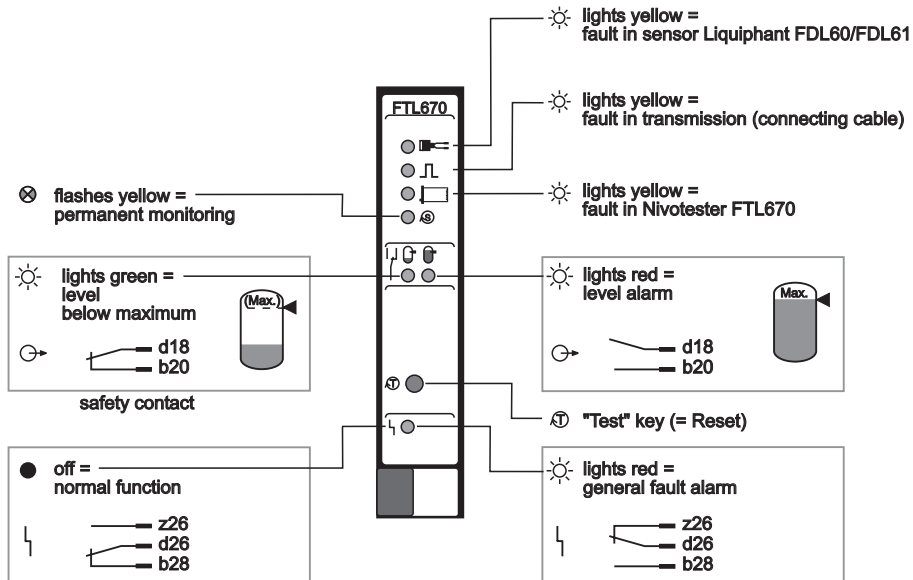 lights yellow =
fault in sensor Liquiphant FDL60/FDL61
FTL670
lights yellow =
fault in transmission (connecting cable)
flashes yellow =
permanent monitoring
lights yellow =
fault in Nivotester FTL670
S
lights green =
level
below maximum
(Max.)
d18
b20
safety contact
lights red =
level alarm
Max.
d18
b20
T
T "Test" key (= Reset)
off =
normal function
z26
d26
b28
lights red =
general fault alarm
z26
d26
b28